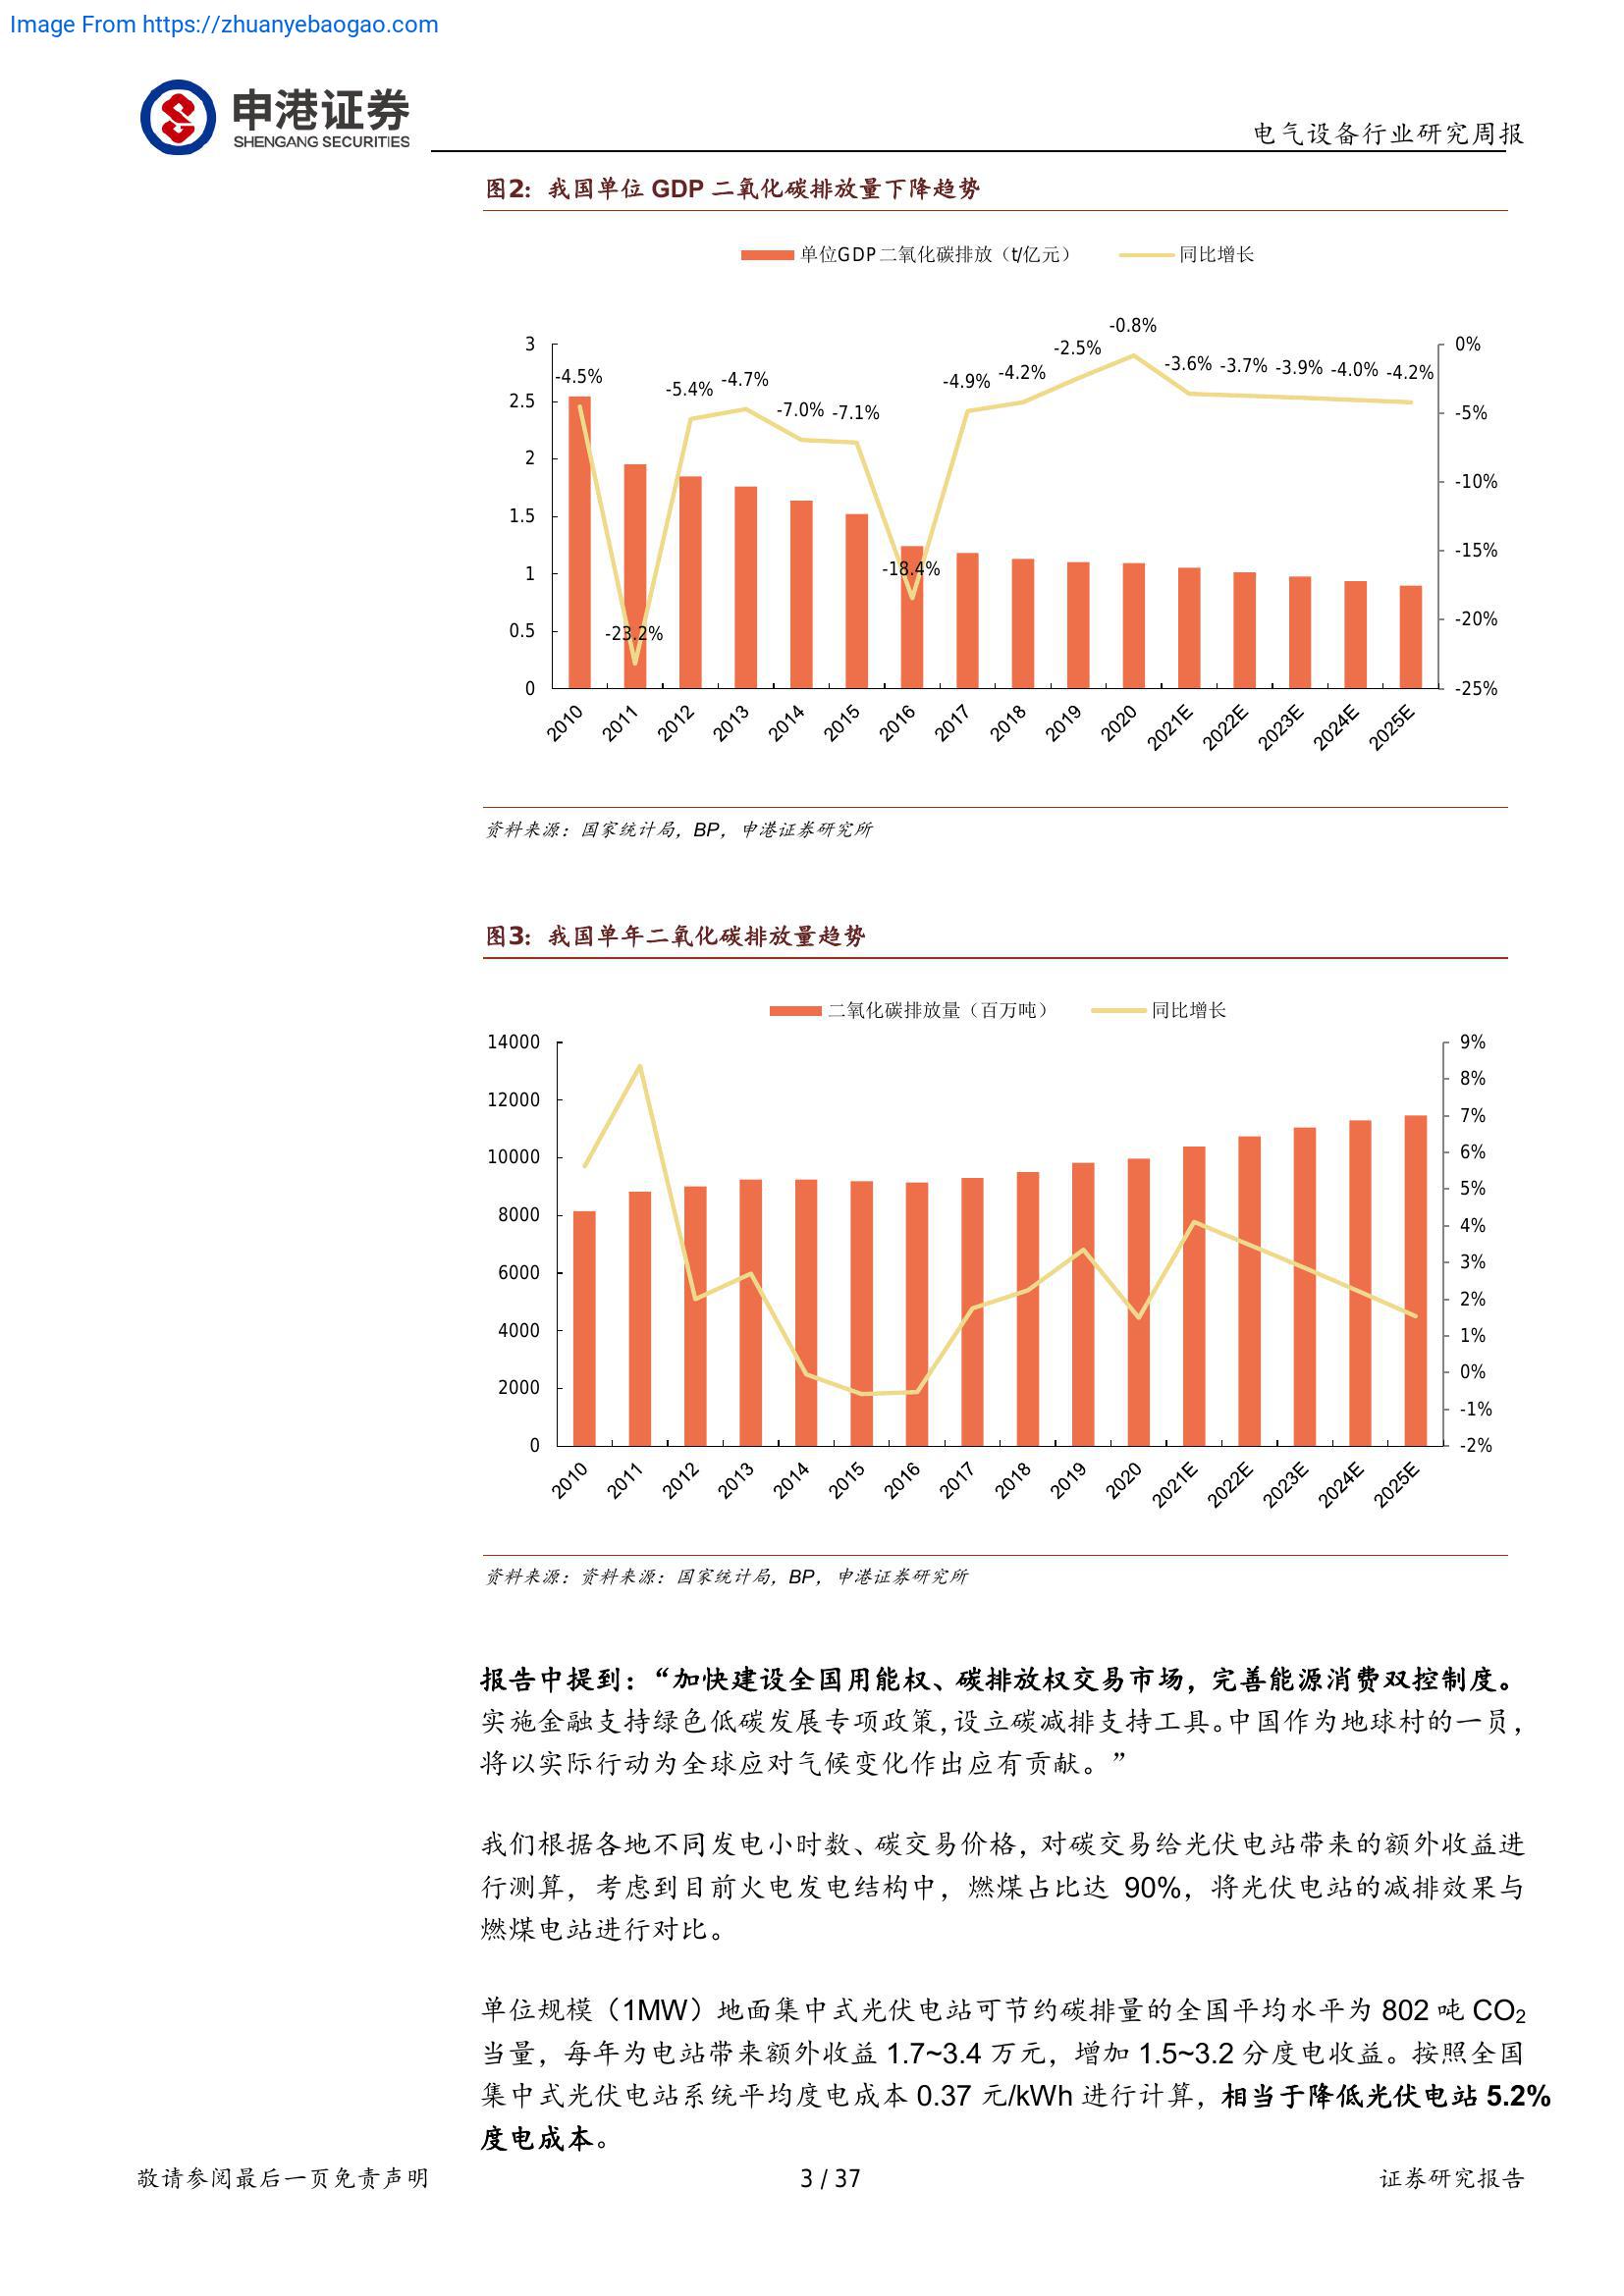 Image From https://zhuanyebaogao.com
申港证券
SHENGANG SECURITIES
电气设备行业研究周报
图2：我国单位 GDP 二氧化碳排放量下降趋势
单位GDP二氧化碳排放（t/亿元） 同比增长
3
2.5
2
1.5
1
0.5
0
-4.5%
-23.2%
-5.4%
-4.7%
-7.0%
-7.1%
-18.4%
-4.9%
-4.2%
-2.5%
-0.8%
-3.6%
-3.7%
-3.9%
-4.0%
-4.2%
0%
-5%
-10%
-15%
-20%
-25%
2010 2011 2012 2013 2014 2015 2016 2017 2018 2019 2020 2021E 2022E 2023E 2024E 2025E
资料来源：国家统计局，BP，申港证券研究所
图3：我国单年二氧化碳排放量趋势
二氧化碳排放量（百万吨） 同比增长
14000
12000
10000
8000
6000
4000
2000
0
9%
8%
7%
6%
5%
4%
3%
2%
1%
0%
-1%
-2%
2010 2011 2012 2013 2014 2015 2016 2017 2018 2019 2020 2021E 2022E 2023E 2024E 2025E
资料来源：资料来源：国家统计局，BP，申港证券研究所
报告中提到：“加快建设全国用能权、碳排放权交易市场，完善能源消费双控制度。
实施金融支持绿色低碳发展专项政策，设立碳减排支持工具。中国作为地球村的一员，
将以实际行动为全球应对气候变化作出应有贡献。”
我们根据各地不同发电小时数、碳交易价格，对碳交易给光伏电站带来的额外收益进
行测算，考虑到目前火电发电结构中，燃煤占比达 90%，将光伏电站的减排效果与
燃煤电站进行对比。
单位规模（1MW）地面集中式光伏电站可节约碳排量的全国平均水平为 802 吨 CO₂
当量，每年为电站带来额外收益 1.7~3.4 万元，增加 1.5~3.2 分度电收益。按照全国
集中式光伏电站系统平均度电成本 0.37 元/kWh 进行计算，相当于降低光伏电站 5.2%
度电成本。
敬请参阅最后一页免责声明
3 / 37
证券研究报告